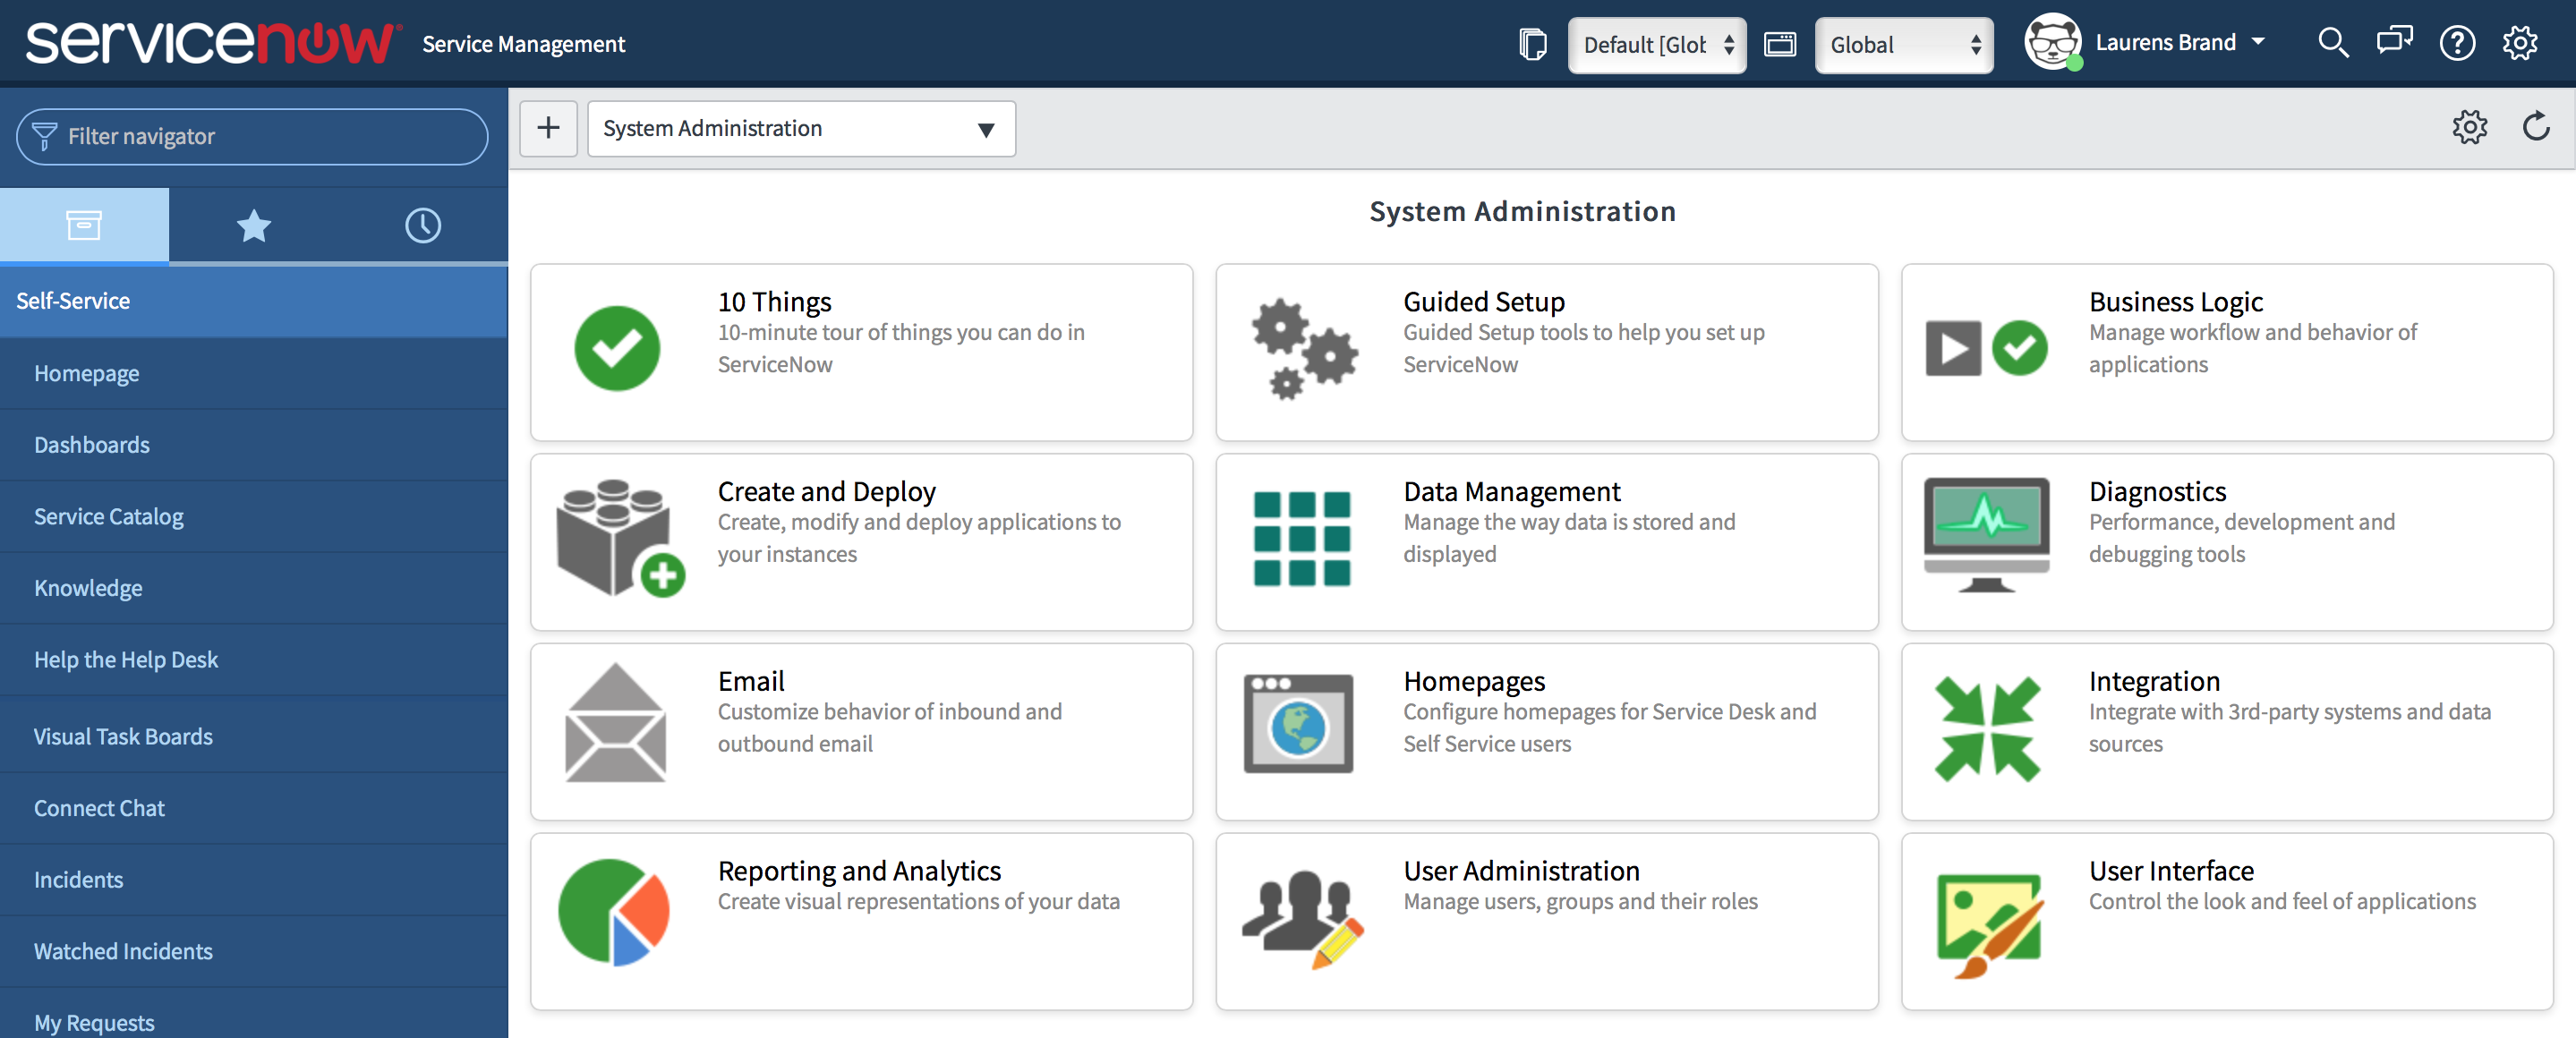 servicenow
Service Management
Default [Glob
Global
Laurens Brand
Filter navigator
System Administration
System Administration
Self-Service
Homepage
Dashboards
Service Catalog
Knowledge
Help the Help Desk
Visual Task Boards
Connect Chat
Incidents
Watched Incidents
My Requests
10 Things
10-minute tour of things you can do in
ServiceNow
Guided Setup
Guided Setup tools to help you set up
ServiceNow
Business Logic
Manage workflow and behavior of
applications
Create and Deploy
Create, modify and deploy applications to
your instances
Data Management
Manage the way data is stored and
displayed
Diagnostics
Performance, development and
debugging tools
Email
Customize behavior of inbound and
outbound email
Homepages
Configure homepages for Service Desk and
Self Service users
Integration
Integrate with 3rd-party systems and data
sources
Reporting and Analytics
Create visual representations of your data
User Administration
Manage users, groups and their roles
User Interface
Control the look and feel of applications